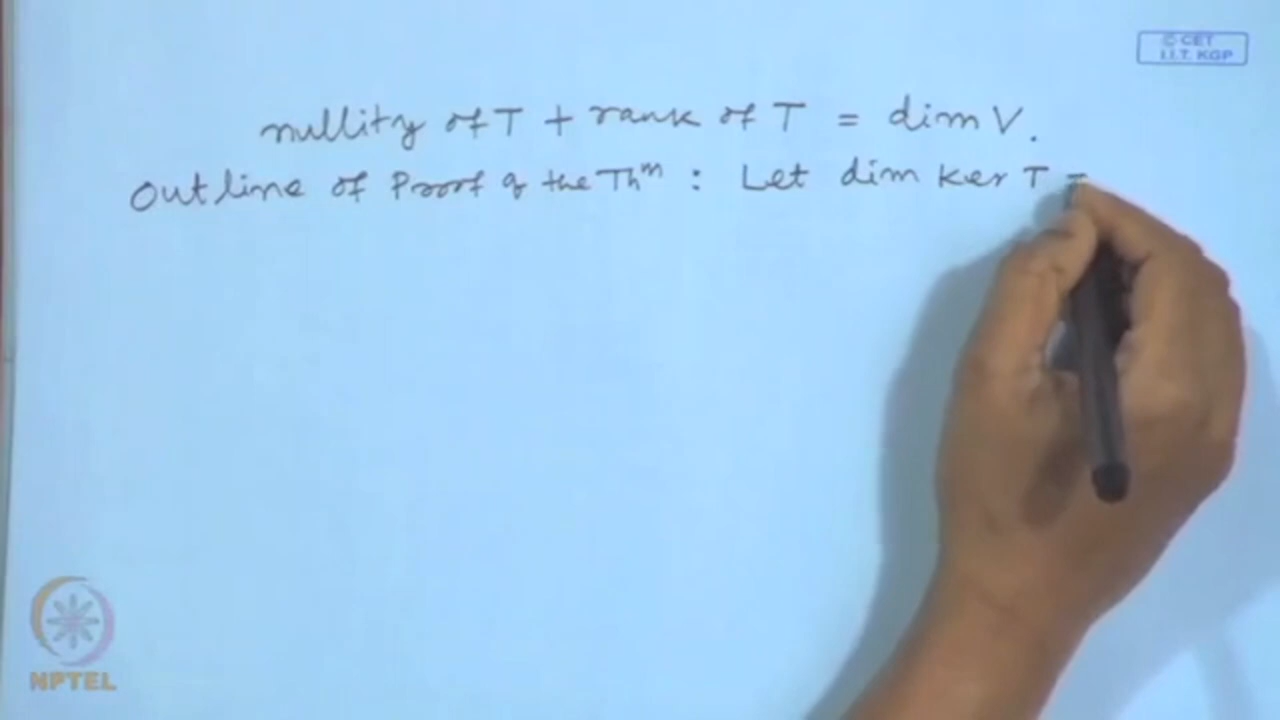 © CET
I.I.T. KGP
nullity of T + rank of T = dim V.
Outline of Proof of the Thm : Let dim ker T =
NPTEL